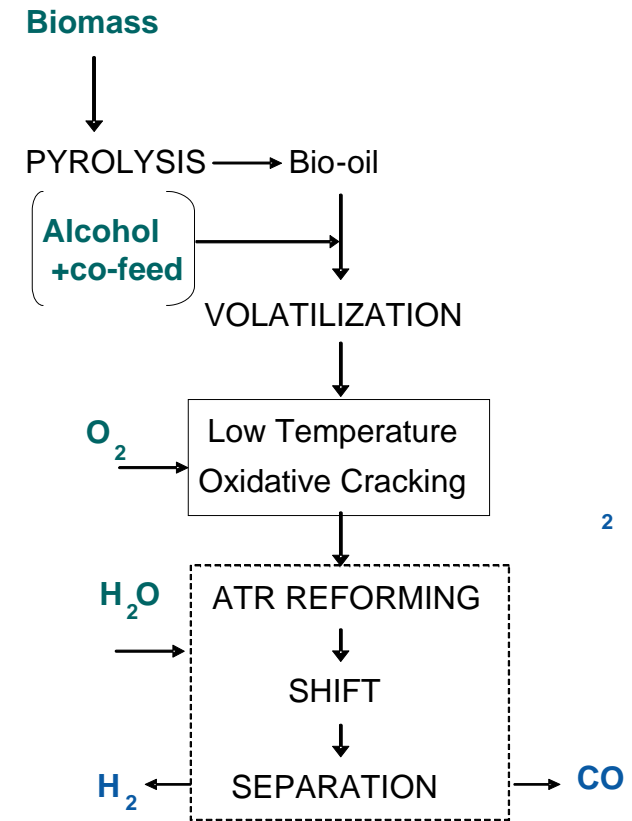 Biomass
PYROLYSIS Bio-oil
Alcohol
+co-feed
VOLATILIZATION
O2
Low Temperature
Oxidative Cracking
2
H2O
ATR REFORMING
SHIFT
H2
SEPARATION
CO